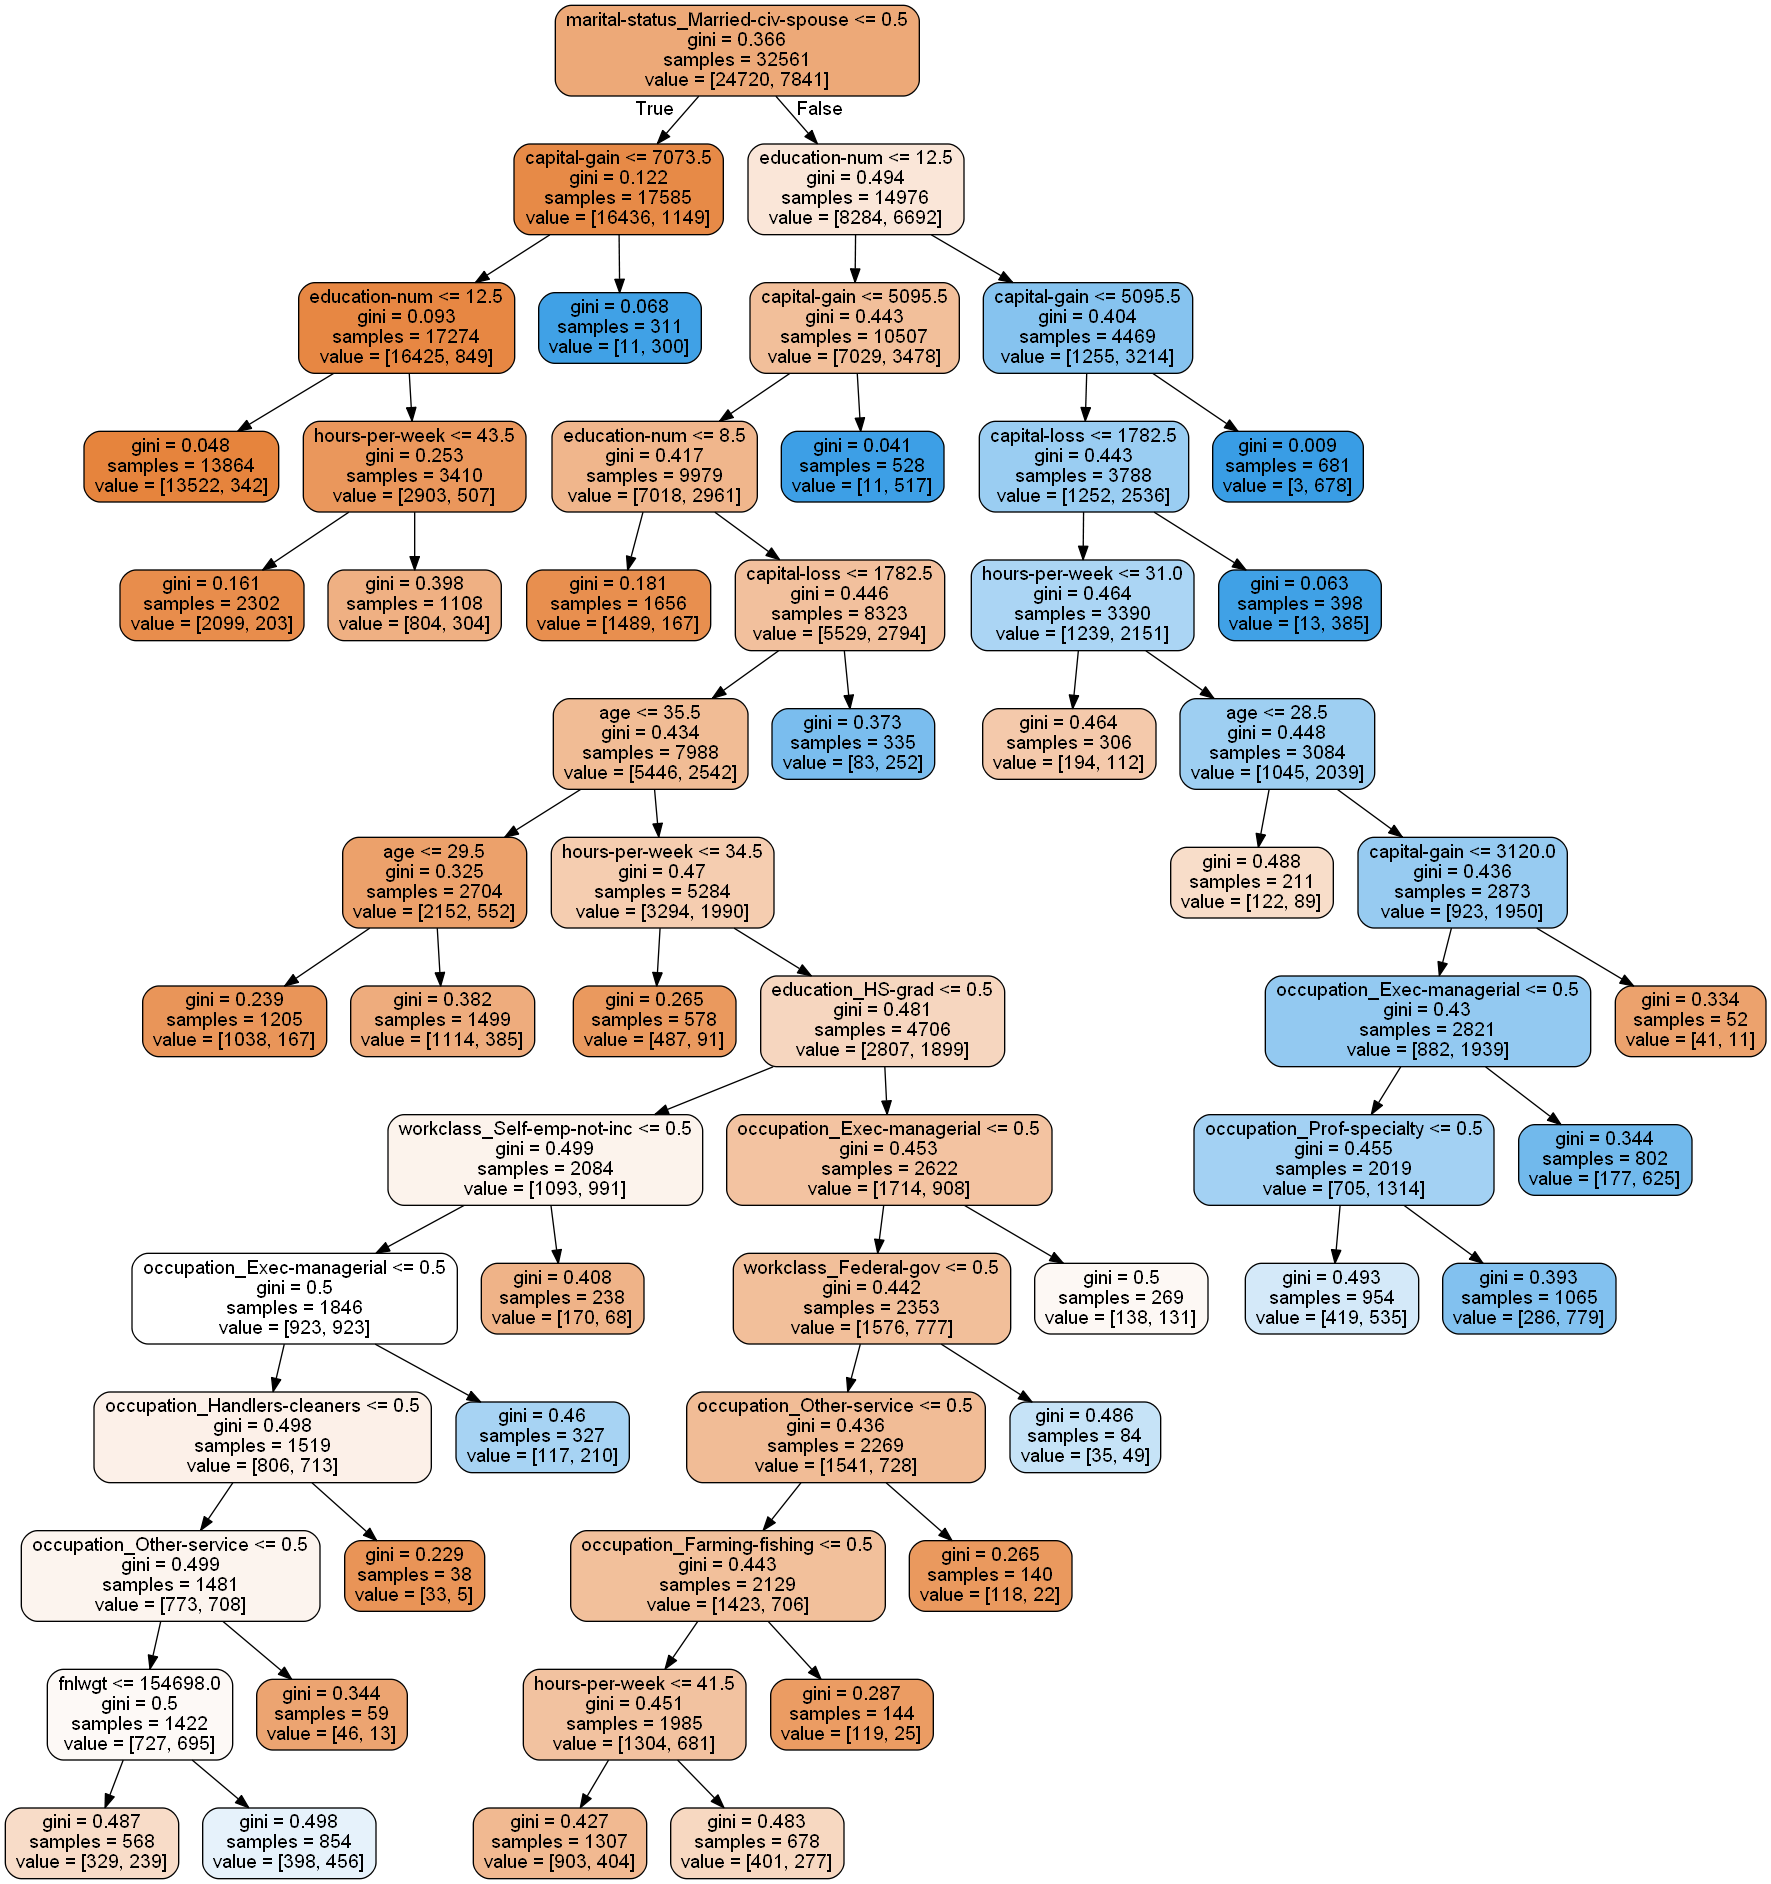 marital-status_Married-civ-spouse <= 0.5
gini = 0.366
samples = 32561
value = [24720, 7841]
True
False
capital-gain <= 7073.5
gini = 0.122
samples = 17585
value = [16436, 1149]
education-num <= 12.5
gini = 0.494
samples = 14976
value = [8284, 6692]
education-num <= 12.5
gini = 0.093
samples = 17274
value = [16425, 849]
gini = 0.068
samples = 311
value = [11, 300]
capital-gain <= 5095.5
gini = 0.443
samples = 10507
value = [7029, 3478]
capital-gain <= 5095.5
gini = 0.404
samples = 4469
value = [1255, 3214]
gini = 0.048
samples = 13864
value = [13522, 342]
hours-per-week <= 43.5
gini = 0.253
samples = 3410
value = [2903, 507]
education-num <= 8.5
gini = 0.417
samples = 9979
value = [7018, 2961]
gini = 0.041
samples = 528
value = [11, 517]
capital-loss <= 1782.5
gini = 0.443
samples = 3788
value = [1252, 2536]
gini = 0.009
samples = 681
value = [3, 678]
gini = 0.161
samples = 2302
value = [2099, 203]
gini = 0.398
samples = 1108
value = [804, 304]
gini = 0.181
samples = 1656
value = [1489, 167]
capital-loss <= 1782.5
gini = 0.446
samples = 8323
value = [5529, 2794]
hours-per-week <= 31.0
gini = 0.464
samples = 3390
value = [1239, 2151]
gini = 0.063
samples = 398
value = [13, 385]
age <= 35.5
gini = 0.434
samples = 7988
value = [5446, 2542]
gini = 0.373
samples = 335
value = [83, 252]
gini = 0.464
samples = 306
value = [194, 112]
age <= 28.5
gini = 0.448
samples = 3084
value = [1045, 2039]
age <= 29.5
gini = 0.325
samples = 2704
value = [2152, 552]
hours-per-week <= 34.5
gini = 0.47
samples = 5284
value = [3294, 1990]
gini = 0.488
samples = 211
value = [122, 89]
capital-gain <= 3120.0
gini = 0.436
samples = 2873
value = [923, 1950]
gini = 0.239
samples = 1205
value = [1038, 167]
gini = 0.382
samples = 1499
value = [1114, 385]
gini = 0.265
samples = 578
value = [487, 91]
education_HS-grad <= 0.5
gini = 0.481
samples = 4706
value = [2807, 1899]
occupation_Exec-managerial <= 0.5
gini = 0.43
samples = 2821
value = [882, 1939]
gini = 0.334
samples = 52
value = [41, 11]
workclass_Self-emp-not-inc <= 0.5
gini = 0.499
samples = 2084
value = [1093, 991]
occupation_Exec-managerial <= 0.5
gini = 0.453
samples = 2622
value = [1714, 908]
occupation_Prof-specialty <= 0.5
gini = 0.455
samples = 2019
value = [705, 1314]
gini = 0.344
samples = 802
value = [177, 625]
occupation_Exec-managerial <= 0.5
gini = 0.5
samples = 1846
value = [923, 923]
gini = 0.408
samples = 238
value = [170, 68]
workclass_Federal-gov <= 0.5
gini = 0.442
samples = 2353
value = [1576, 777]
gini = 0.5
samples = 269
value = [138, 131]
gini = 0.493
samples = 954
value = [419, 535]
gini = 0.393
samples = 1065
value = [286, 779]
occupation_Handlers-cleaners <= 0.5
gini = 0.498
samples = 1519
value = [806, 713]
gini = 0.46
samples = 327
value = [117, 210]
occupation_Other-service <= 0.5
gini = 0.436
samples = 2269
value = [1541, 728]
gini = 0.486
samples = 84
value = [35, 49]
occupation_Other-service <= 0.5
gini = 0.499
samples = 1481
value = [773, 708]
gini = 0.229
samples = 38
value = [33, 5]
occupation_Farming-fishing <= 0.5
gini = 0.443
samples = 2129
value = [1423, 706]
gini = 0.265
samples = 140
value = [118, 22]
fnlwgt <= 154698.0
gini = 0.5
samples = 1422
value = [727, 695]
gini = 0.344
samples = 59
value = [46, 13]
hours-per-week <= 41.5
gini = 0.451
samples = 1985
value = [1304, 681]
gini = 0.287
samples = 144
value = [119, 25]
gini = 0.487
samples = 568
value = [329, 239]
gini = 0.498
samples = 854
value = [398, 456]
gini = 0.427
samples = 1307
value = [903, 404]
gini = 0.483
samples = 678
value = [401, 277]